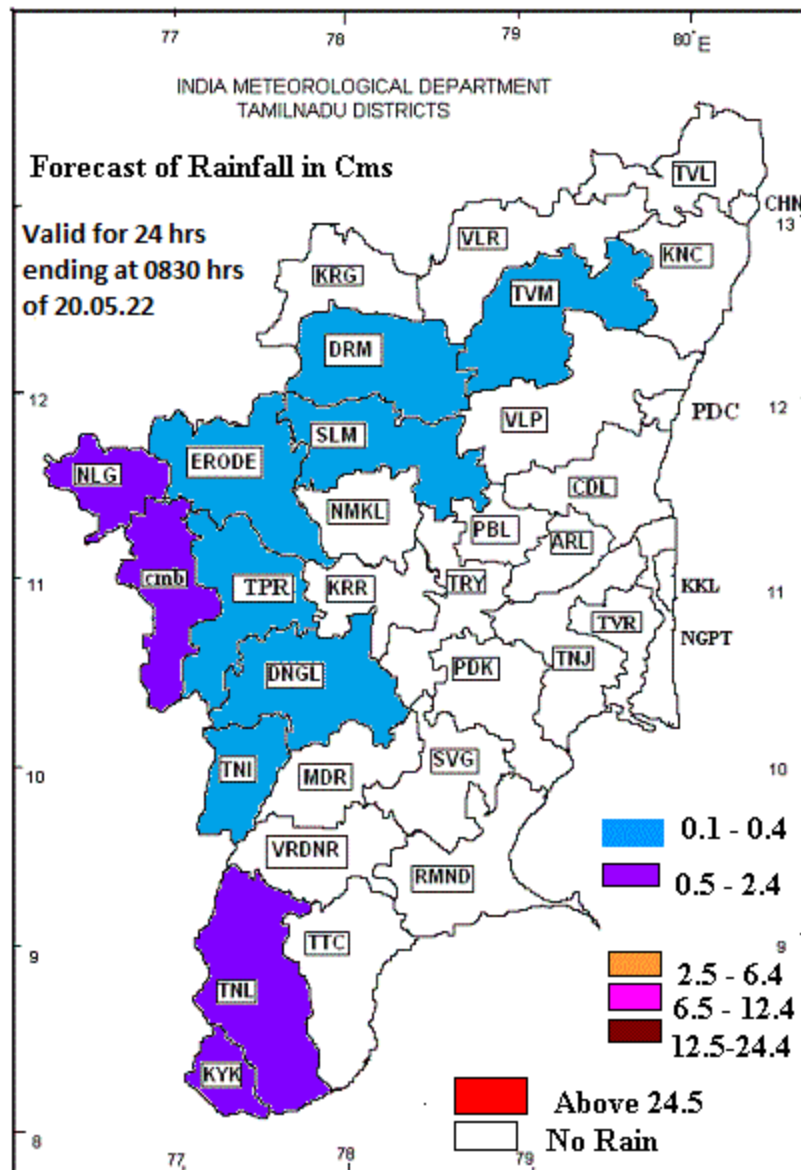 77 78 79 80°E
INDIA METEOROLOGICAL DEPARTMENT
TAMILNADU DISTRICTS
Forecast of Rainfall in Cms
Valid for 24 hrs
ending at 0830 hrs
of 20.05.22
TVL
CHN
13
VLR
KNC
KRG
TVM
DRM
12
12
PDC
VLP
SLM
ERODE
NLG
CDL
NMKL
PBL
ARL
11
cmb
TPR
KRR
TRY
KKL
11
TVR
NGPT
TNJ
PDK
DNGL
10
TNI
MDR
SVG
10
0.1 - 0.4
VRDNR
RMND
0.5 - 2.4
9
TTC
9
2.5 - 6.4
TNL
6.5 - 12.4
12.5-24.4
KYK
Above 24.5
8
No Rain
77 78 79